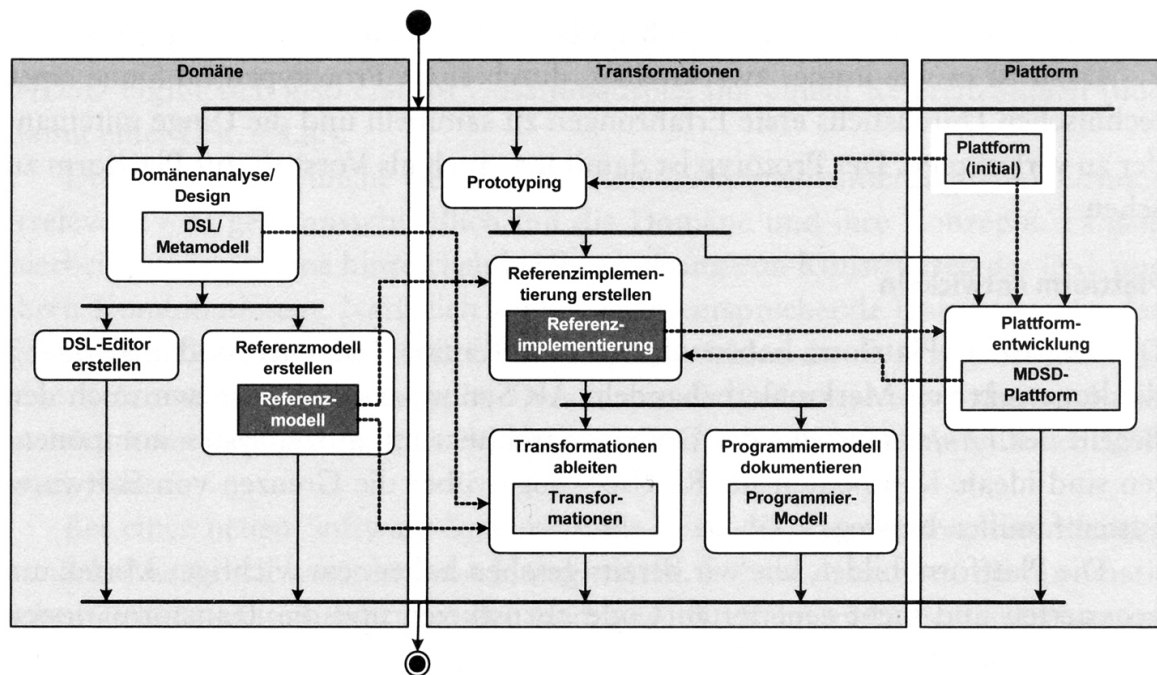 Domäne
Transformationen
Plattform
Domänenanalyse/
Design
DSL/
Metamodell
Prototyping
Plattform
(initial)
DSL-Editor
erstellen
Referenzmodell
erstellen
Referenz-
modell
Referenzimplemen-
tierung erstellen
Referenz-
implementierung
Plattform-
entwicklung
MDSD-
Plattform
Transformationen
ableiten
Transfor-
mationen
Programmiermodell
dokumentieren
Programmier-
Modell